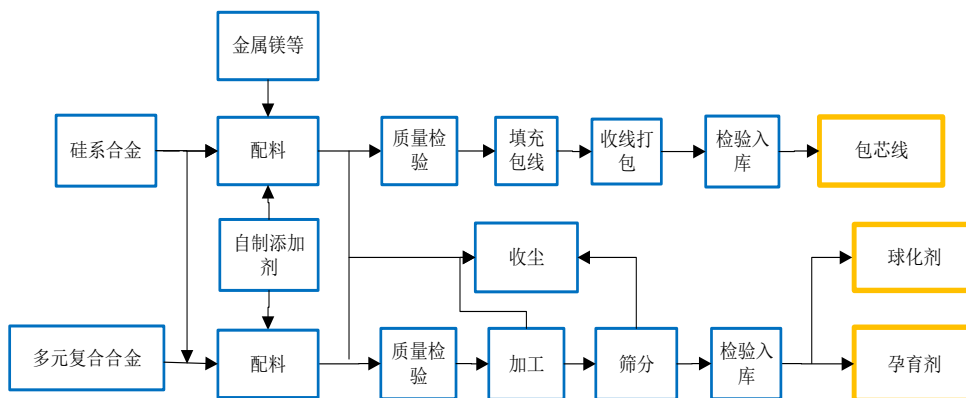 金属镁等
硅系合金
配料
质量检
验
填充
包线
收线打
包
检验入
库
包芯线
自制添加
剂
收尘
球化剂
多元复合合金
配料
质量检
验
加工
筛分
检验入
库
孕育剂